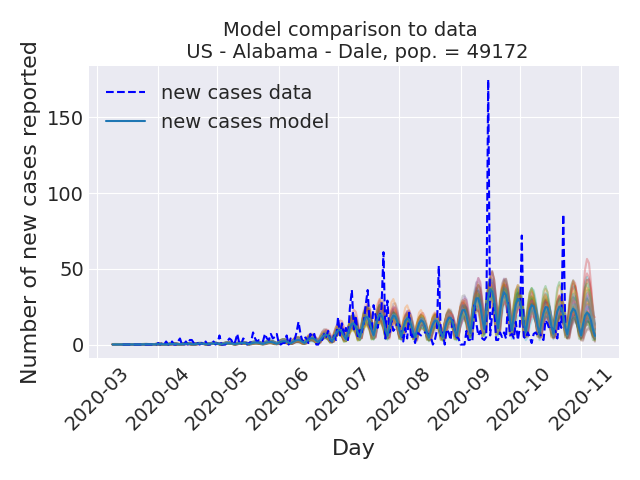 Model comparison to data
US - Alabama - Dale, pop. = 49172
new cases data
new cases model
Number of new cases reported
150
100
50
0
2020-03
2020-04
2020-05
2020-06
2020-07
2020-08
2020-09
2020-10
2020-11
Day